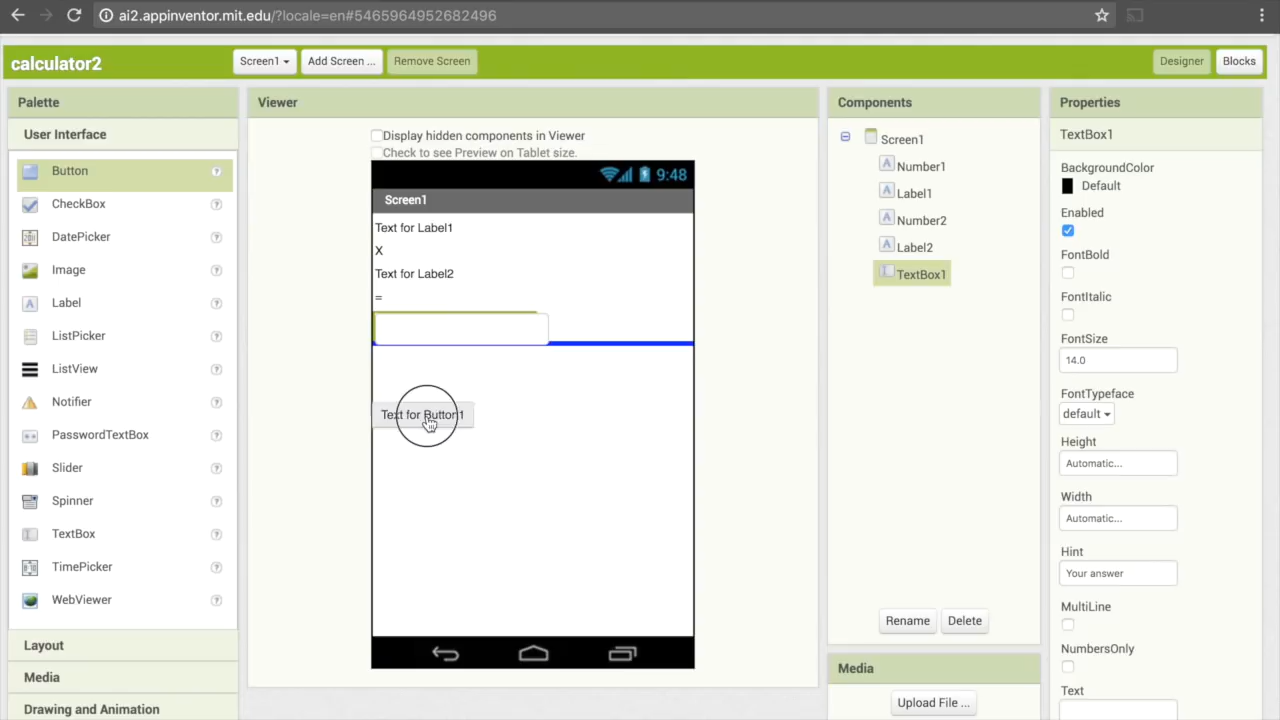 ai2.appinventor.mit.edu/?locale=en#5465964952682496
calculator2
Screen1
Add Screen ...
Remove Screen
Designer
Blocks
Palette
User Interface
Button
CheckBox
DatePicker
Image
Label
ListPicker
ListView
Notifier
PasswordTextBox
Slider
Spinner
TextBox
TimePicker
WebViewer
Layout
Media
Drawing and Animation
Viewer
Display hidden components in Viewer
Check to see Preview on Tablet size.
9:48
Screen1
Text for Label1
X
Text for Label2
=
Text for Button1
Components
Screen1
Number1
Label1
Number2
Label2
TextBox1
Rename
Delete
Media
Upload File ...
Properties
TextBox1
BackgroundColor
Default
Enabled
FontBold
FontItalic
FontSize
14.0
FontTypeface
default
Height
Automatic...
Width
Automatic...
Hint
Your answer
MultiLine
NumbersOnly
Text